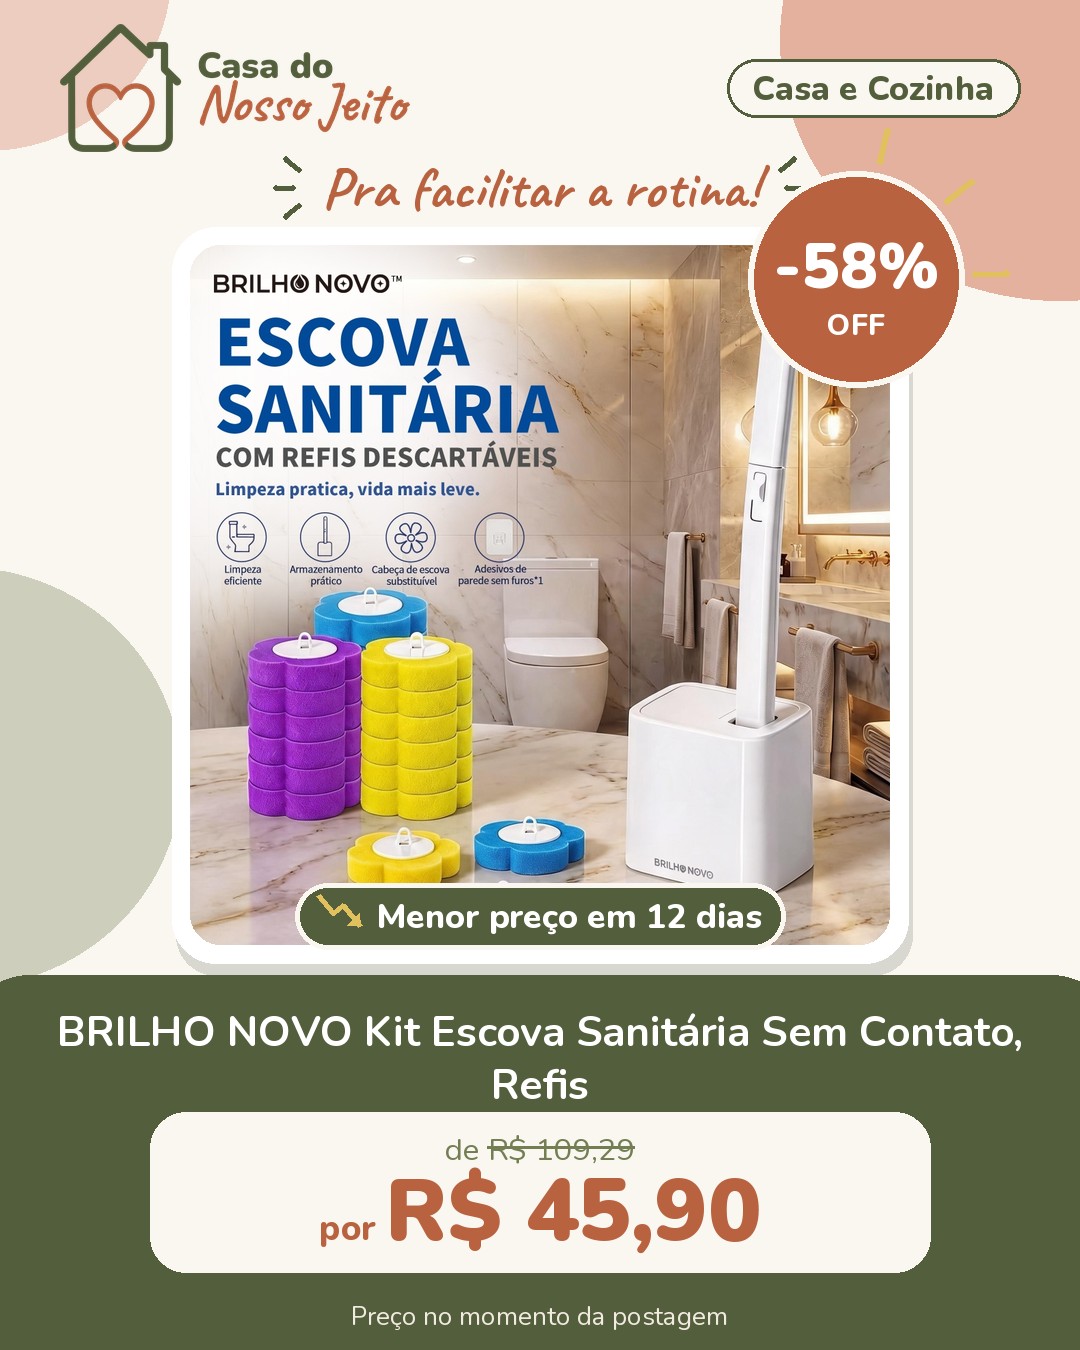 Casa do
Nosso Jeito
Casa e Cozinha
Pra facilitar a rotina!
-58%
OFF
BRILHO NOVO™
ESCOVA
SANITÁRIA
COM REFIS DESCARTÁVEIS
Limpeza pratica, vida mais leve.
Limpeza
eficiente
Armazenamento
prático
Cabeça de escova
substituível
Adesivos de
parede sem furos*1
BRILHO NOVO
Menor preço em 12 dias
BRILHO NOVO Kit Escova Sanitária Sem Contato,
Refis
de R$ 109,29
por R$ 45,90
Preço no momento da postagem